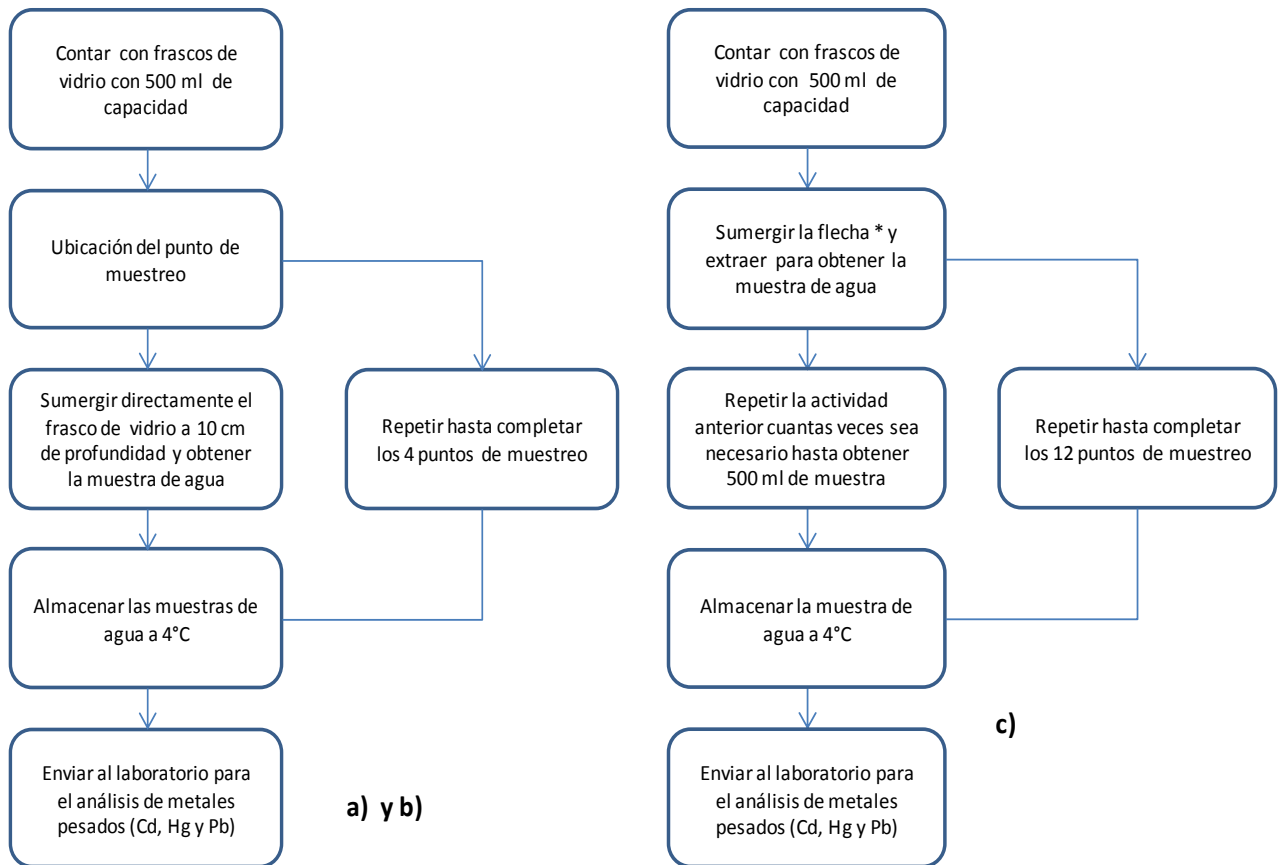 Contar con frascos de
vidrio con 500 ml de
capacidad
Ubicación del punto de
muestreo
Sumergir directamente el
frasco de vidrio a 10 cm
de profundidad y obtener
la muestra de agua
Repetir hasta completar
los 4 puntos de muestreo
Almacenar las muestras de
agua a 4°C
Enviar al laboratorio para
el análisis de metales
pesados (Cd, Hg y Pb)
a) y b)
Contar con frascos de
vidrio con 500 ml de
capacidad
Sumergir la flecha * y
extraer para obtener la
muestra de agua
Repetir la actividad
anterior cuantas veces sea
necesario hasta obtener
500 ml de muestra
Repetir hasta completar
los 12 puntos de muestreo
Almacenar la muestra de
agua a 4°C
Enviar al laboratorio para
el análisis de metales
pesados (Cd, Hg y Pb)
c)